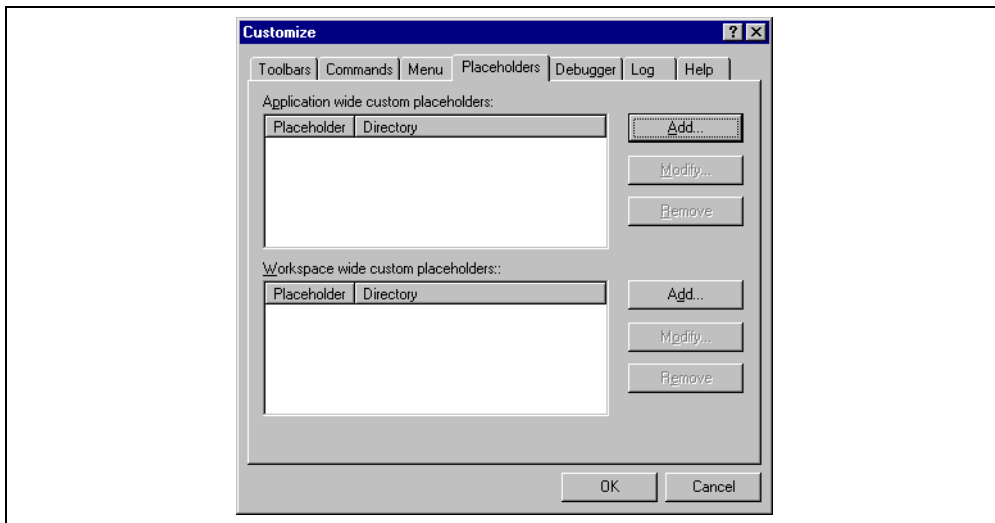 Customize
Toolbars Commands Menu Placeholders Debugger Log Help
Application wide custom placeholders:
Placeholder Directory
Add...
Modify...
Remove
Workspace wide custom placeholders::
Placeholder Directory
Add...
Modify...
Remove
OK Cancel